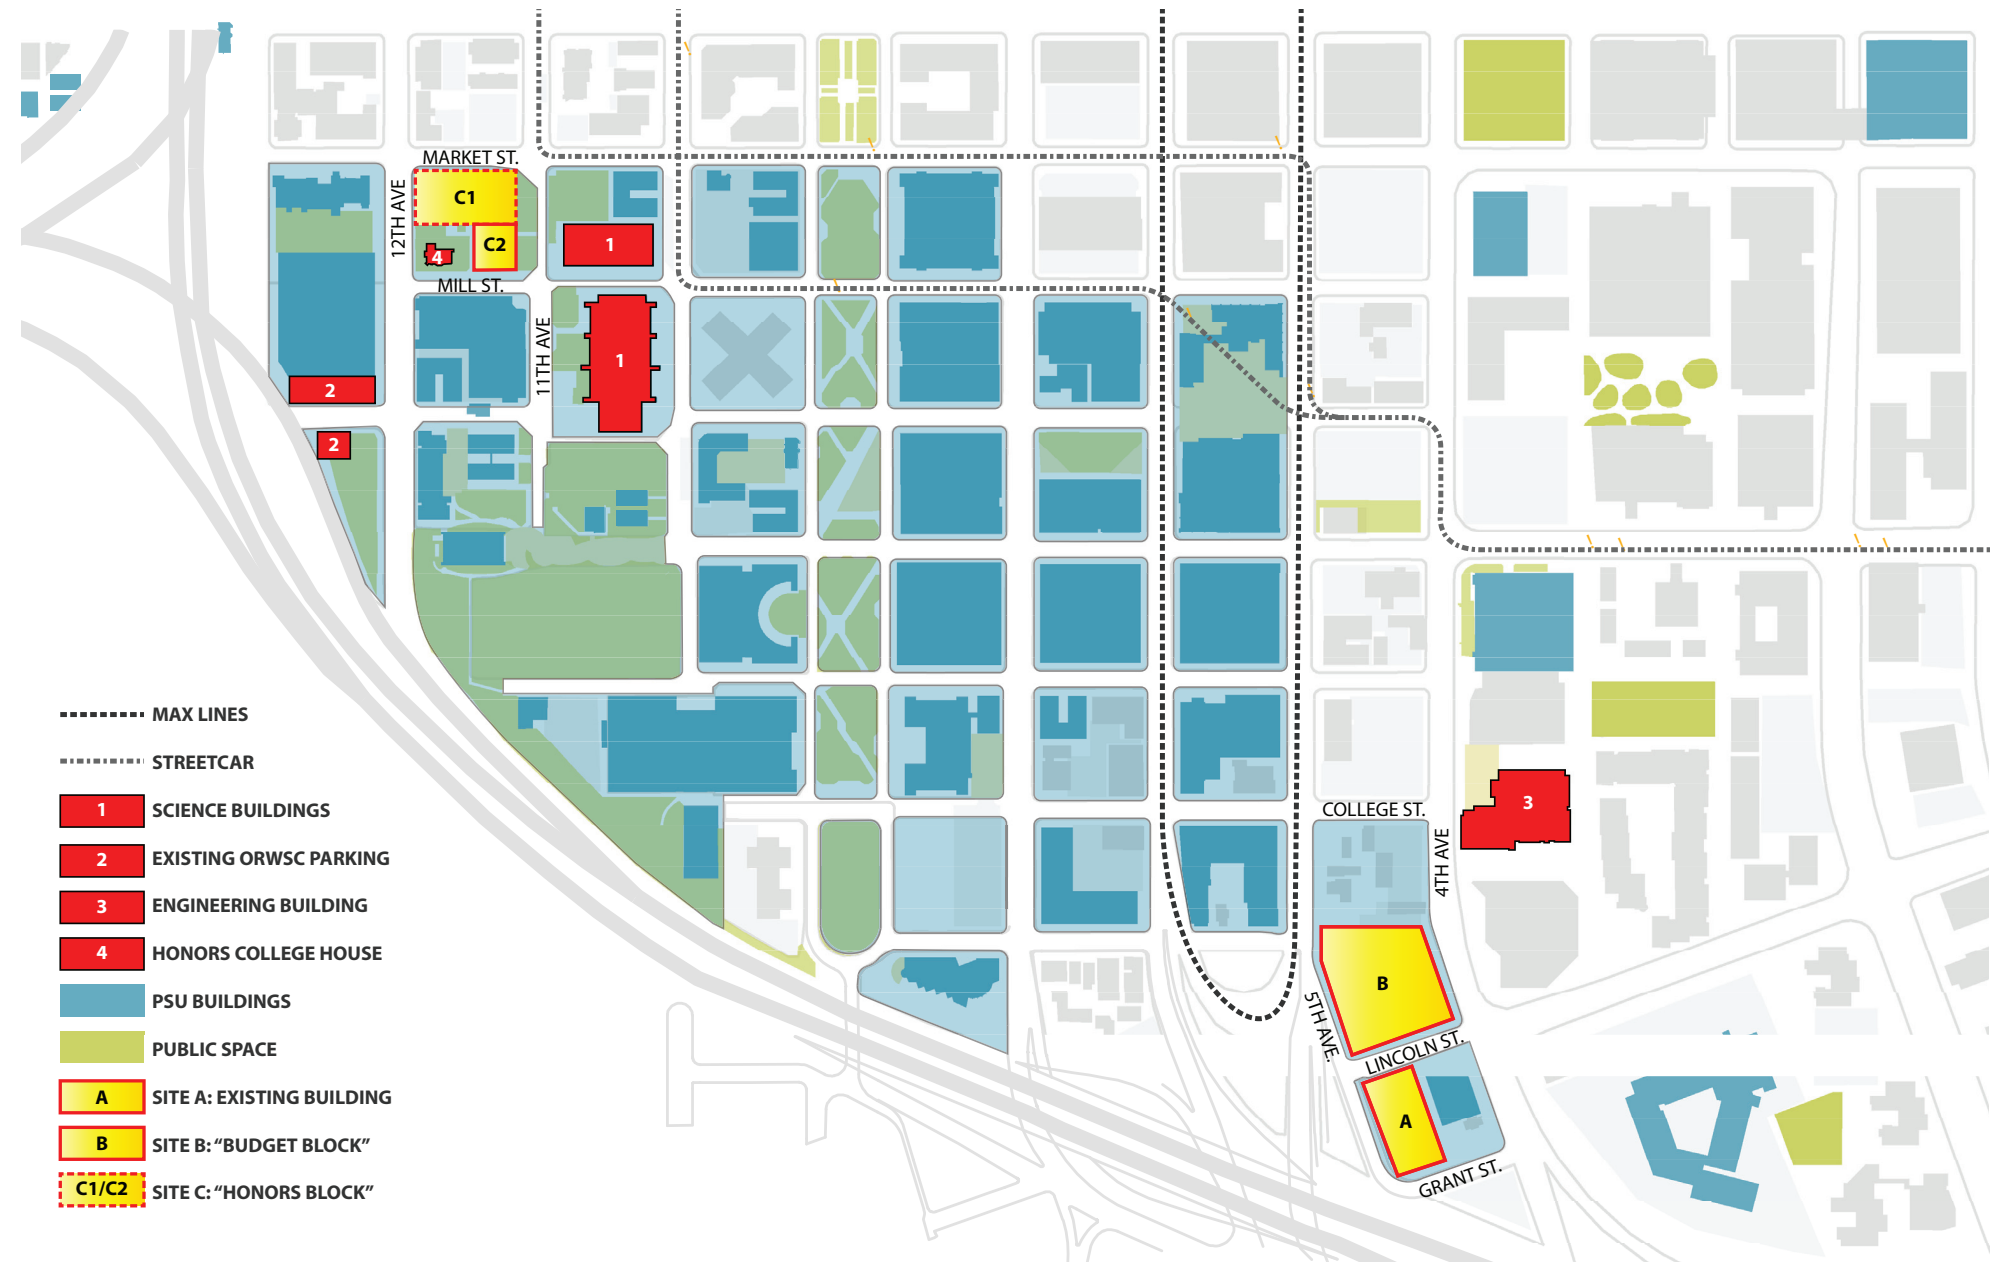 MARKET ST.
12TH AVE
C1
C2
4
1
MILL ST.
11TH AVE
1
2
2
MAX LINES
STREETCAR
1 SCIENCE BUILDINGS
2 EXISTING ORWSC PARKING
3 ENGINEERING BUILDING
4 HONORS COLLEGE HOUSE
PSU BUILDINGS
PUBLIC SPACE
A SITE A: EXISTING BUILDING
B SITE B: “BUDGET BLOCK”
C1/C2 SITE C: “HONORS BLOCK”
COLLEGE ST.
4TH AVE
3
B
5TH AVE.
LINCOLN ST.
A
GRANT ST.